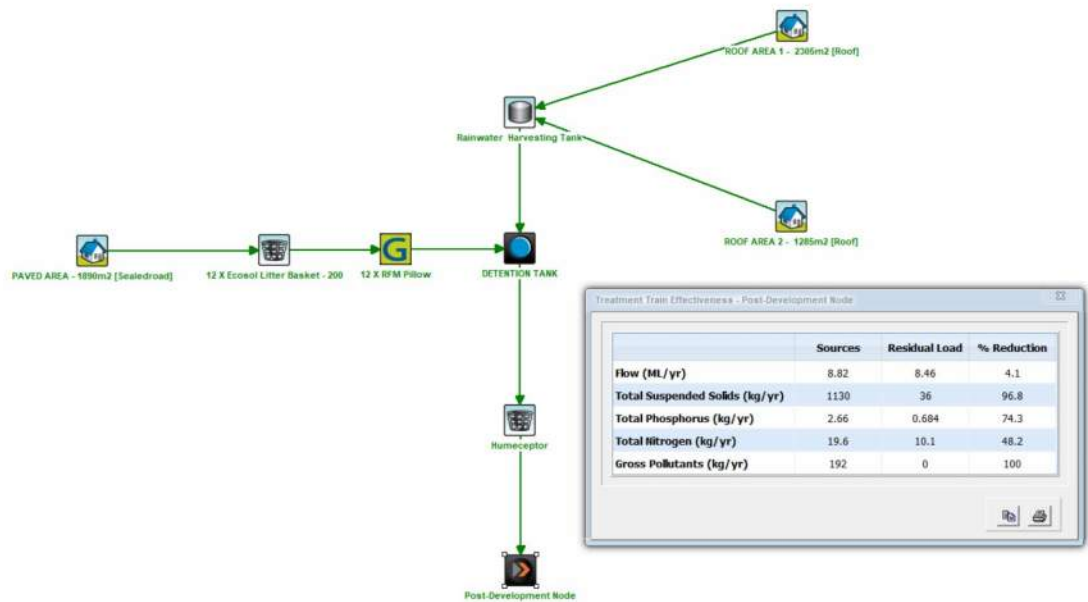 ROOF AREA 1 - 2305m2 [Roof]
Rainwater Harvesting Tank
ROOF AREA 2 - 1285m2 [Roof]
PAVED AREA - 1890m2 [Sealedroad]
12 X Ecosol Litter Basket - 200
G
12 X RFM Pillow
DETENTION TANK
Humeceptor
Post-Development Node
Treatment Train Effectiveness - Post-Development Node
Sources Residual Load % Reduction
Flow (ML/yr) 8.82 8.46 4.1
Total Suspended Solids (kg/yr) 1130 36 96.8
Total Phosphorus (kg/yr) 2.66 0.684 74.3
Total Nitrogen (kg/yr) 19.6 10.1 48.2
Gross Pollutants (kg/yr) 192 0 100